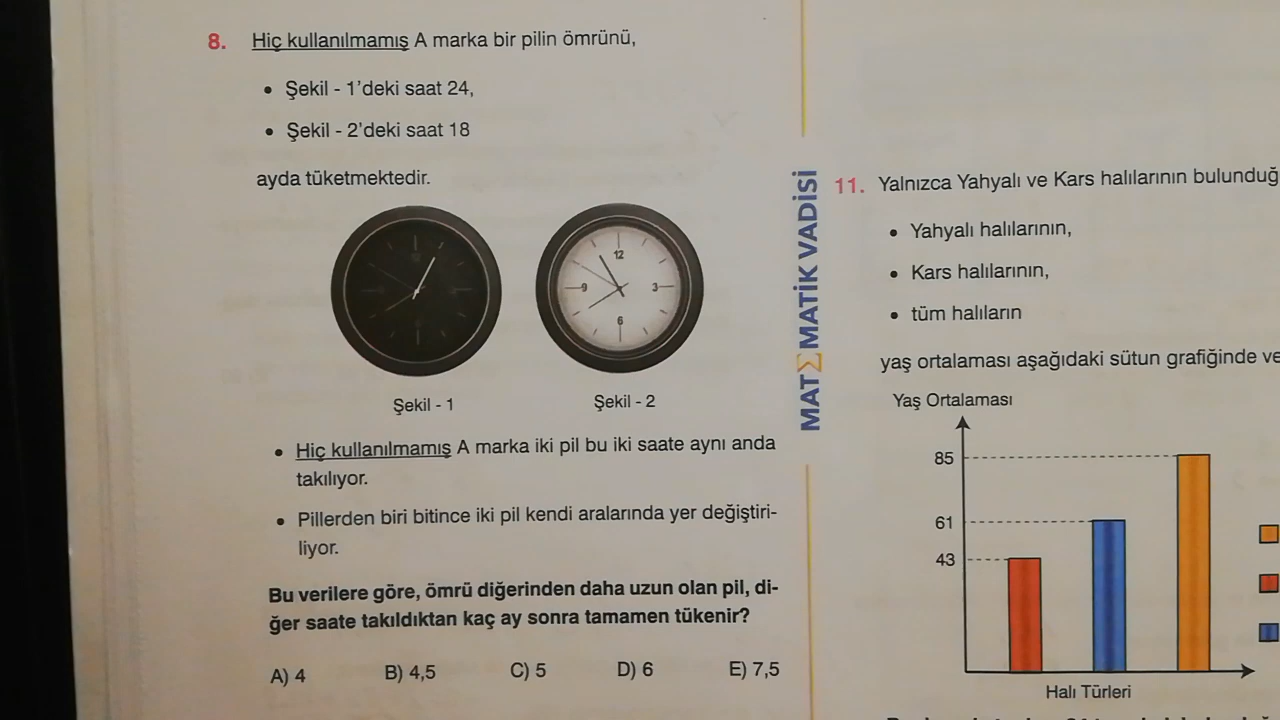 8. Hiç kullanılmamış A marka bir pilin ömrünü,
• Şekil - 1'deki saat 24,
• Şekil - 2'deki saat 18
ayda tüketmektedir.
12
9
3
6
Şekil - 1
Şekil - 2
• Hiç kullanılmamış A marka iki pil bu iki saate aynı anda
takılıyor.
• Pillerden biri bitince iki pil kendi aralarında yer değiştiri-
liyor.
Bu verilere göre, ömrü diğerinden daha uzun olan pil, di-
ğer saate takıldıktan kaç ay sonra tamamen tükenir?
A) 4 B) 4,5 C) 5 D) 6 E) 7,5
MATΣMATİK VADİSİ
11. Yalnızca Yahyalı ve Kars halılarının bulunduğ
• Yahyalı halılarının,
• Kars halılarının,
• tüm halıların
yaş ortalaması aşağıdaki sütun grafiğinde ve
Yaş Ortalaması
85
61
43
Halı Türleri